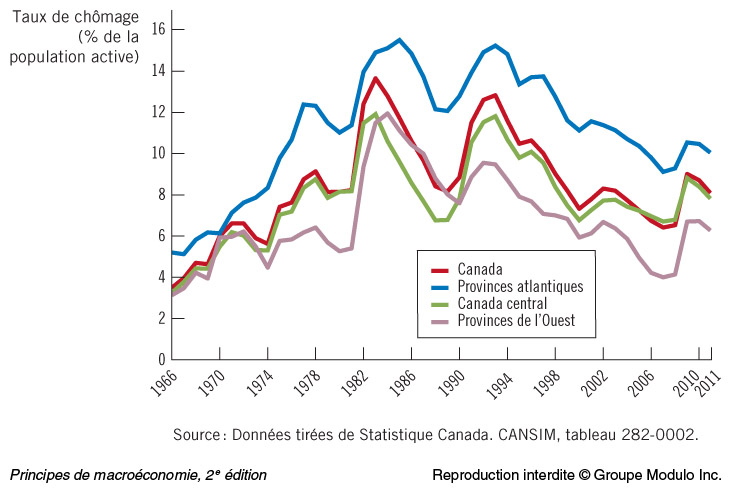 Taux de chômage
(% de la
population active)
16
14
12
10
8
6
4
2
0
1966
1970
1974
1978
1982
1986
1990
1994
1998
2002
2006
2010
2011
Canada
Provinces atlantiques
Canada central
Provinces de l’Ouest
Source : Données tirées de Statistique Canada. CANSIM, tableau 282-0002.
Principes de macroéconomie, 2e édition
Reproduction interdite © Groupe Modulo Inc.